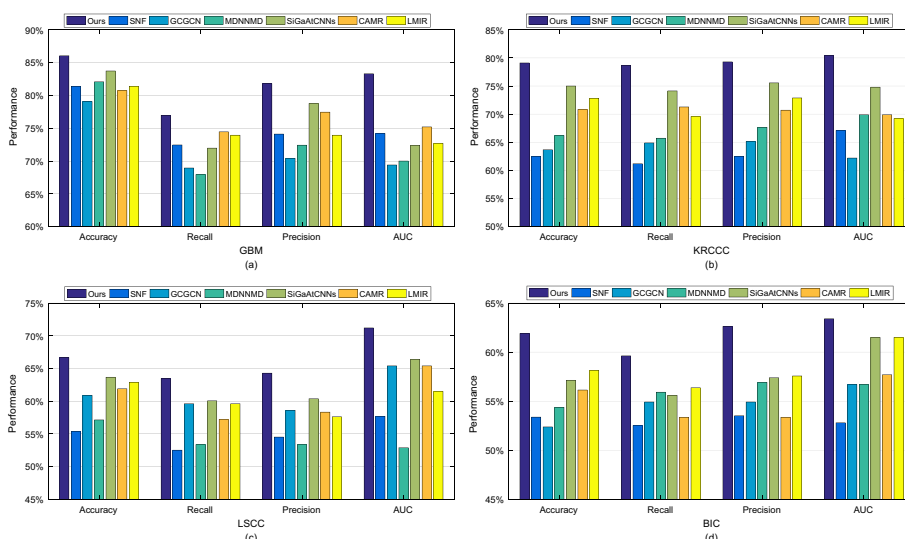 Ours SNF GCGCN MDNNMD SiGaAtCNNs CAMR LMIR
90%
85%
80%
75%
70%
65%
60%
Performance
Accuracy Recall Precision AUC
GBM
(a)
Ours SNF GCGCN MDNNMD SiGaAtCNNs CAMR LMIR
85%
80%
75%
70%
65%
60%
55%
50%
Performance
Accuracy Recall Precision AUC
KRCCC
(b)
Ours SNF GCGCN MDNNMD SiGaAtCNNs CAMR LMIR
75%
70%
65%
60%
55%
50%
45%
Performance
Accuracy Recall Precision AUC
LSCC
(c)
Ours SNF GCGCN MDNNMD SiGaAtCNNs CAMR LMIR
65%
60%
55%
50%
45%
Performance
Accuracy Recall Precision AUC
BIC
(d)